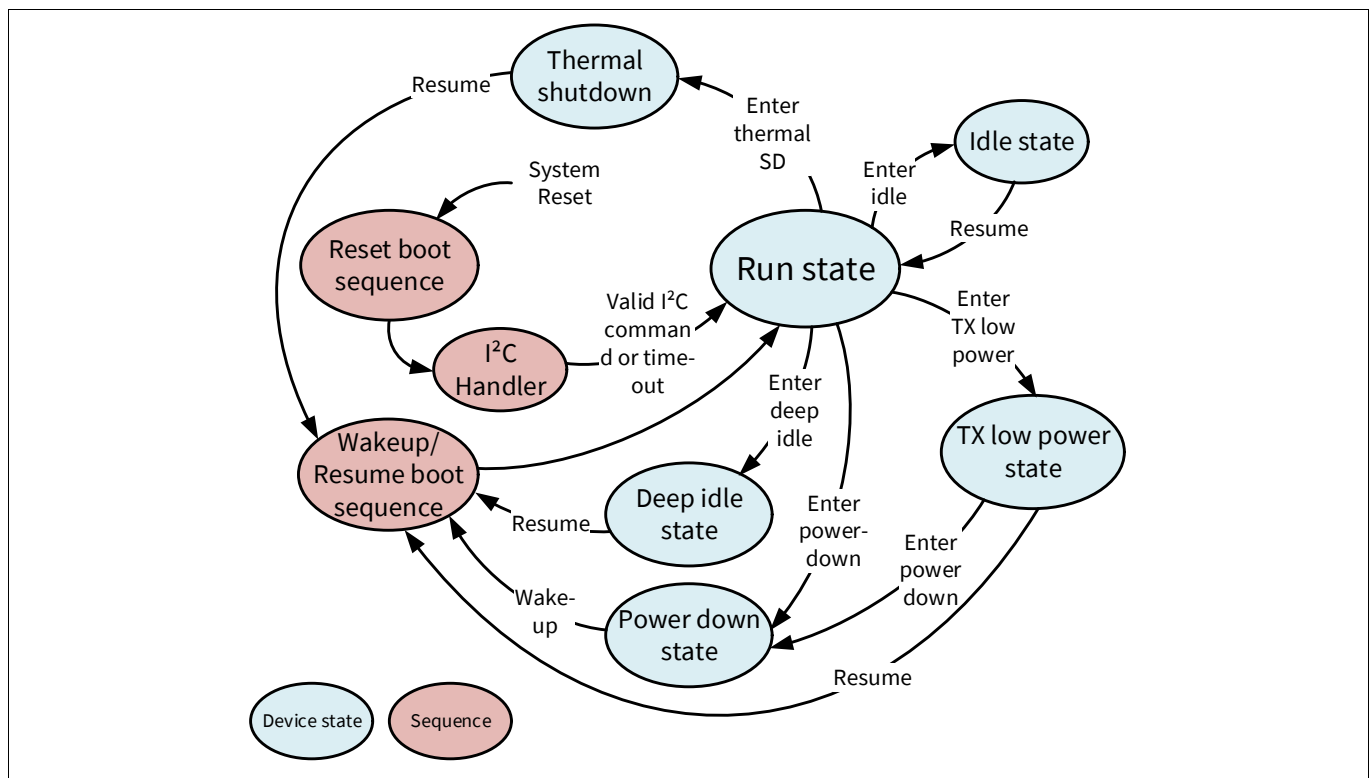 Thermal
shutdown
Resume
Enter
thermal
SD
Idle state
Enter
idle
System
Reset
Resume
Reset boot
sequence
Run state
Valid I²C
comman
d or time-
out
Enter
TX low
power
I²C
Handler
Enter
deep
idle
Wakeup/
Resume boot
sequence
TX low power
state
Deep idle
state
Resume
Enter
power-
down
Enter
power
down
Wake-
up
Power down
state
Resume
Device state
Sequence